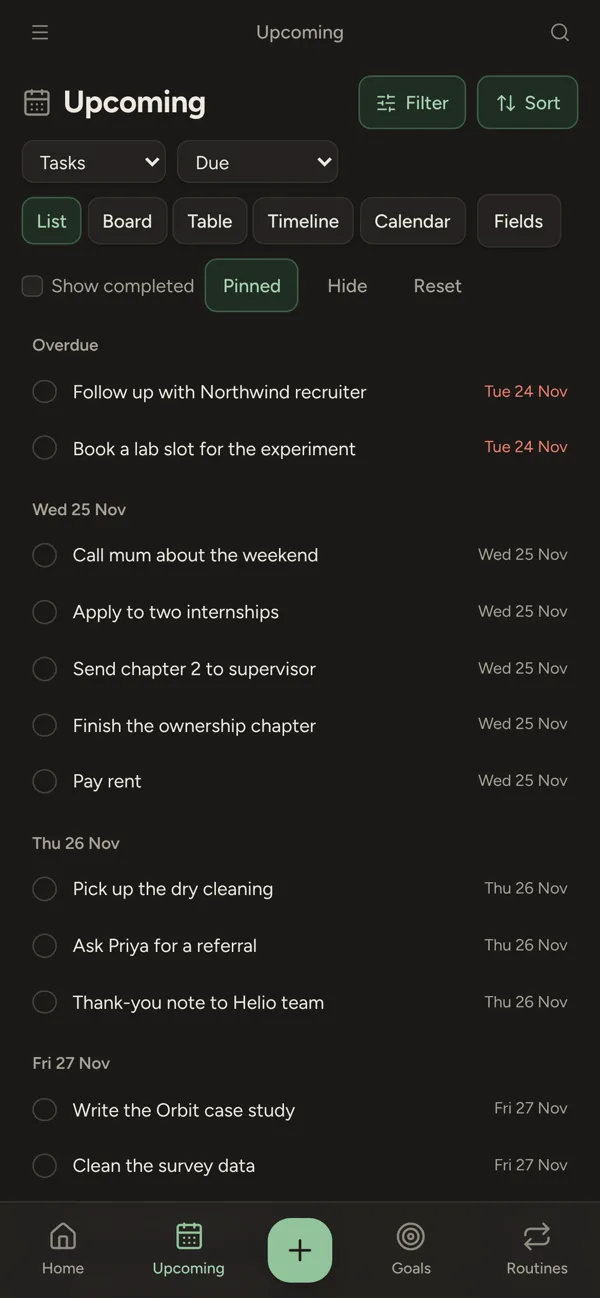 Upcoming
Upcoming
Filter
Sort
Tasks
Due
List
Board
Table
Timeline
Calendar
Fields
Show completed
Pinned
Hide
Reset
Overdue
Follow up with Northwind recruiter
Tue 24 Nov
Book a lab slot for the experiment
Tue 24 Nov
Wed 25 Nov
Call mum about the weekend
Wed 25 Nov
Apply to two internships
Wed 25 Nov
Send chapter 2 to supervisor
Wed 25 Nov
Finish the ownership chapter
Wed 25 Nov
Pay rent
Wed 25 Nov
Thu 26 Nov
Pick up the dry cleaning
Thu 26 Nov
Ask Priya for a referral
Thu 26 Nov
Thank-you note to Helio team
Thu 26 Nov
Fri 27 Nov
Write the Orbit case study
Fri 27 Nov
Clean the survey data
Fri 27 Nov
Home
Upcoming
Goals
Routines